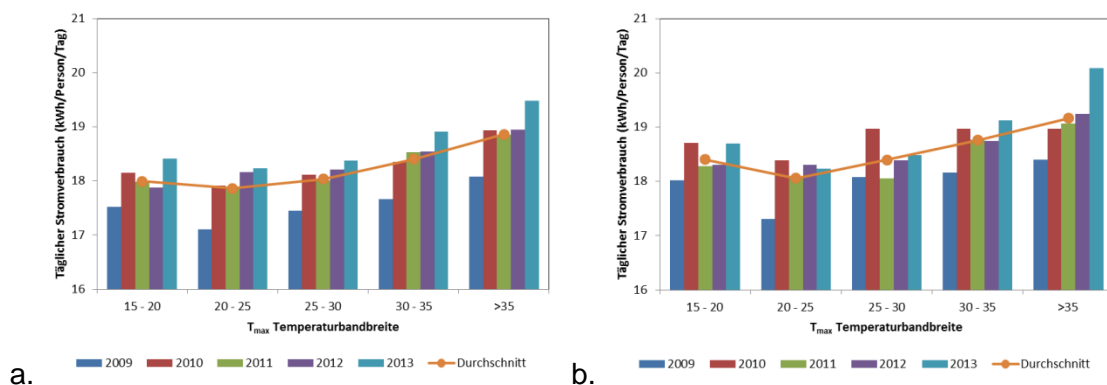 21
20
19
18
17
16
Täglicher Stromverbrauch (kWh/Person/Tag)
15 - 20 20 - 25 25 - 30 30 - 35 >35
Tmax Temperaturbandbreite
2009 2010 2011 2012 2013 Durchschnitt
a.
21
20
19
18
17
16
Täglicher Stromverbrauch (kWh/Person/Tag)
15 - 20 20 - 25 25 - 30 30 - 35 >35
Tmax Temperaturbandbreite
2009 2010 2011 2012 2013 Durchschnitt
b.